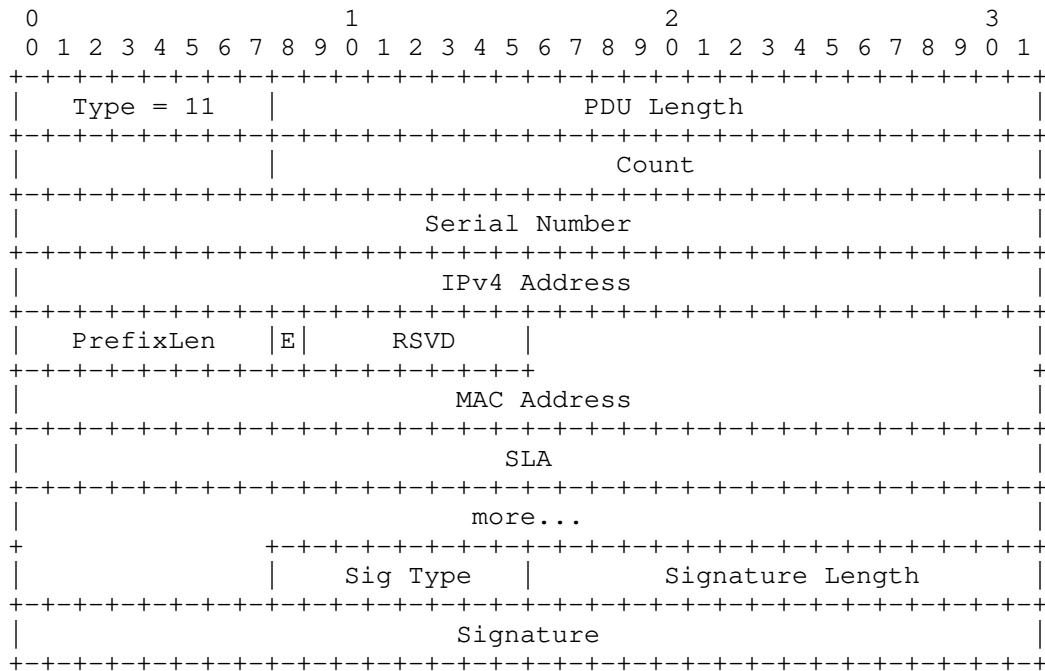 0                   1                   2                   3
0 1 2 3 4 5 6 7 8 9 0 1 2 3 4 5 6 7 8 9 0 1 2 3 4 5 6 7 8 9 0 1
Type = 11 PDU Length
Count
Serial Number
IPv4 Address
PrefixLen E RSVD
MAC Address
SLA
more...
Sig Type Signature Length
Signature